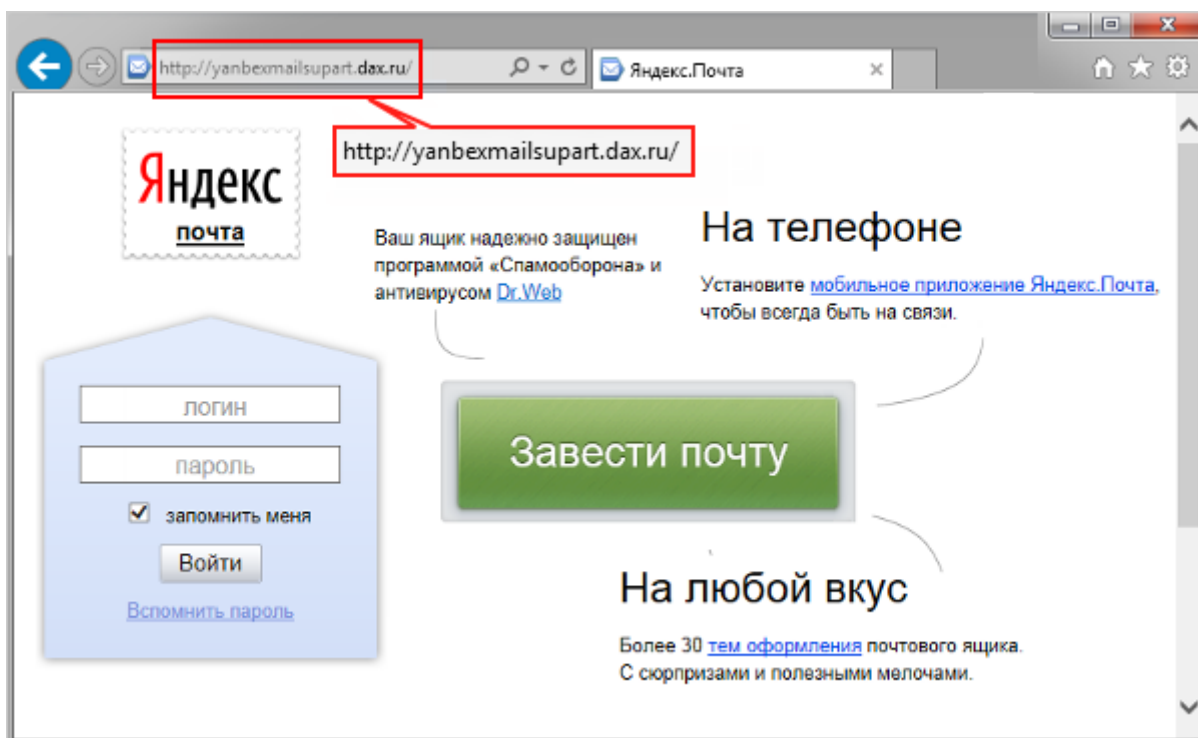 http://yanbexmailsupart.dax.ru/
Яндекс.Почта
http://yanbexmailsupart.dax.ru/
Яндекс
почта
Ваш ящик надежно защищен
программой «Спамооборона» и
антивирусом Dr.Web
На телефоне
Установите мобильное приложение Яндекс.Почта,
чтобы всегда быть на связи.
логин
пароль
запомнить меня
Войти
Вспомнить пароль
Завести почту
На любой вкус
Более 30 тем оформления почтового ящика.
С сюрпризами и полезными мелочами.